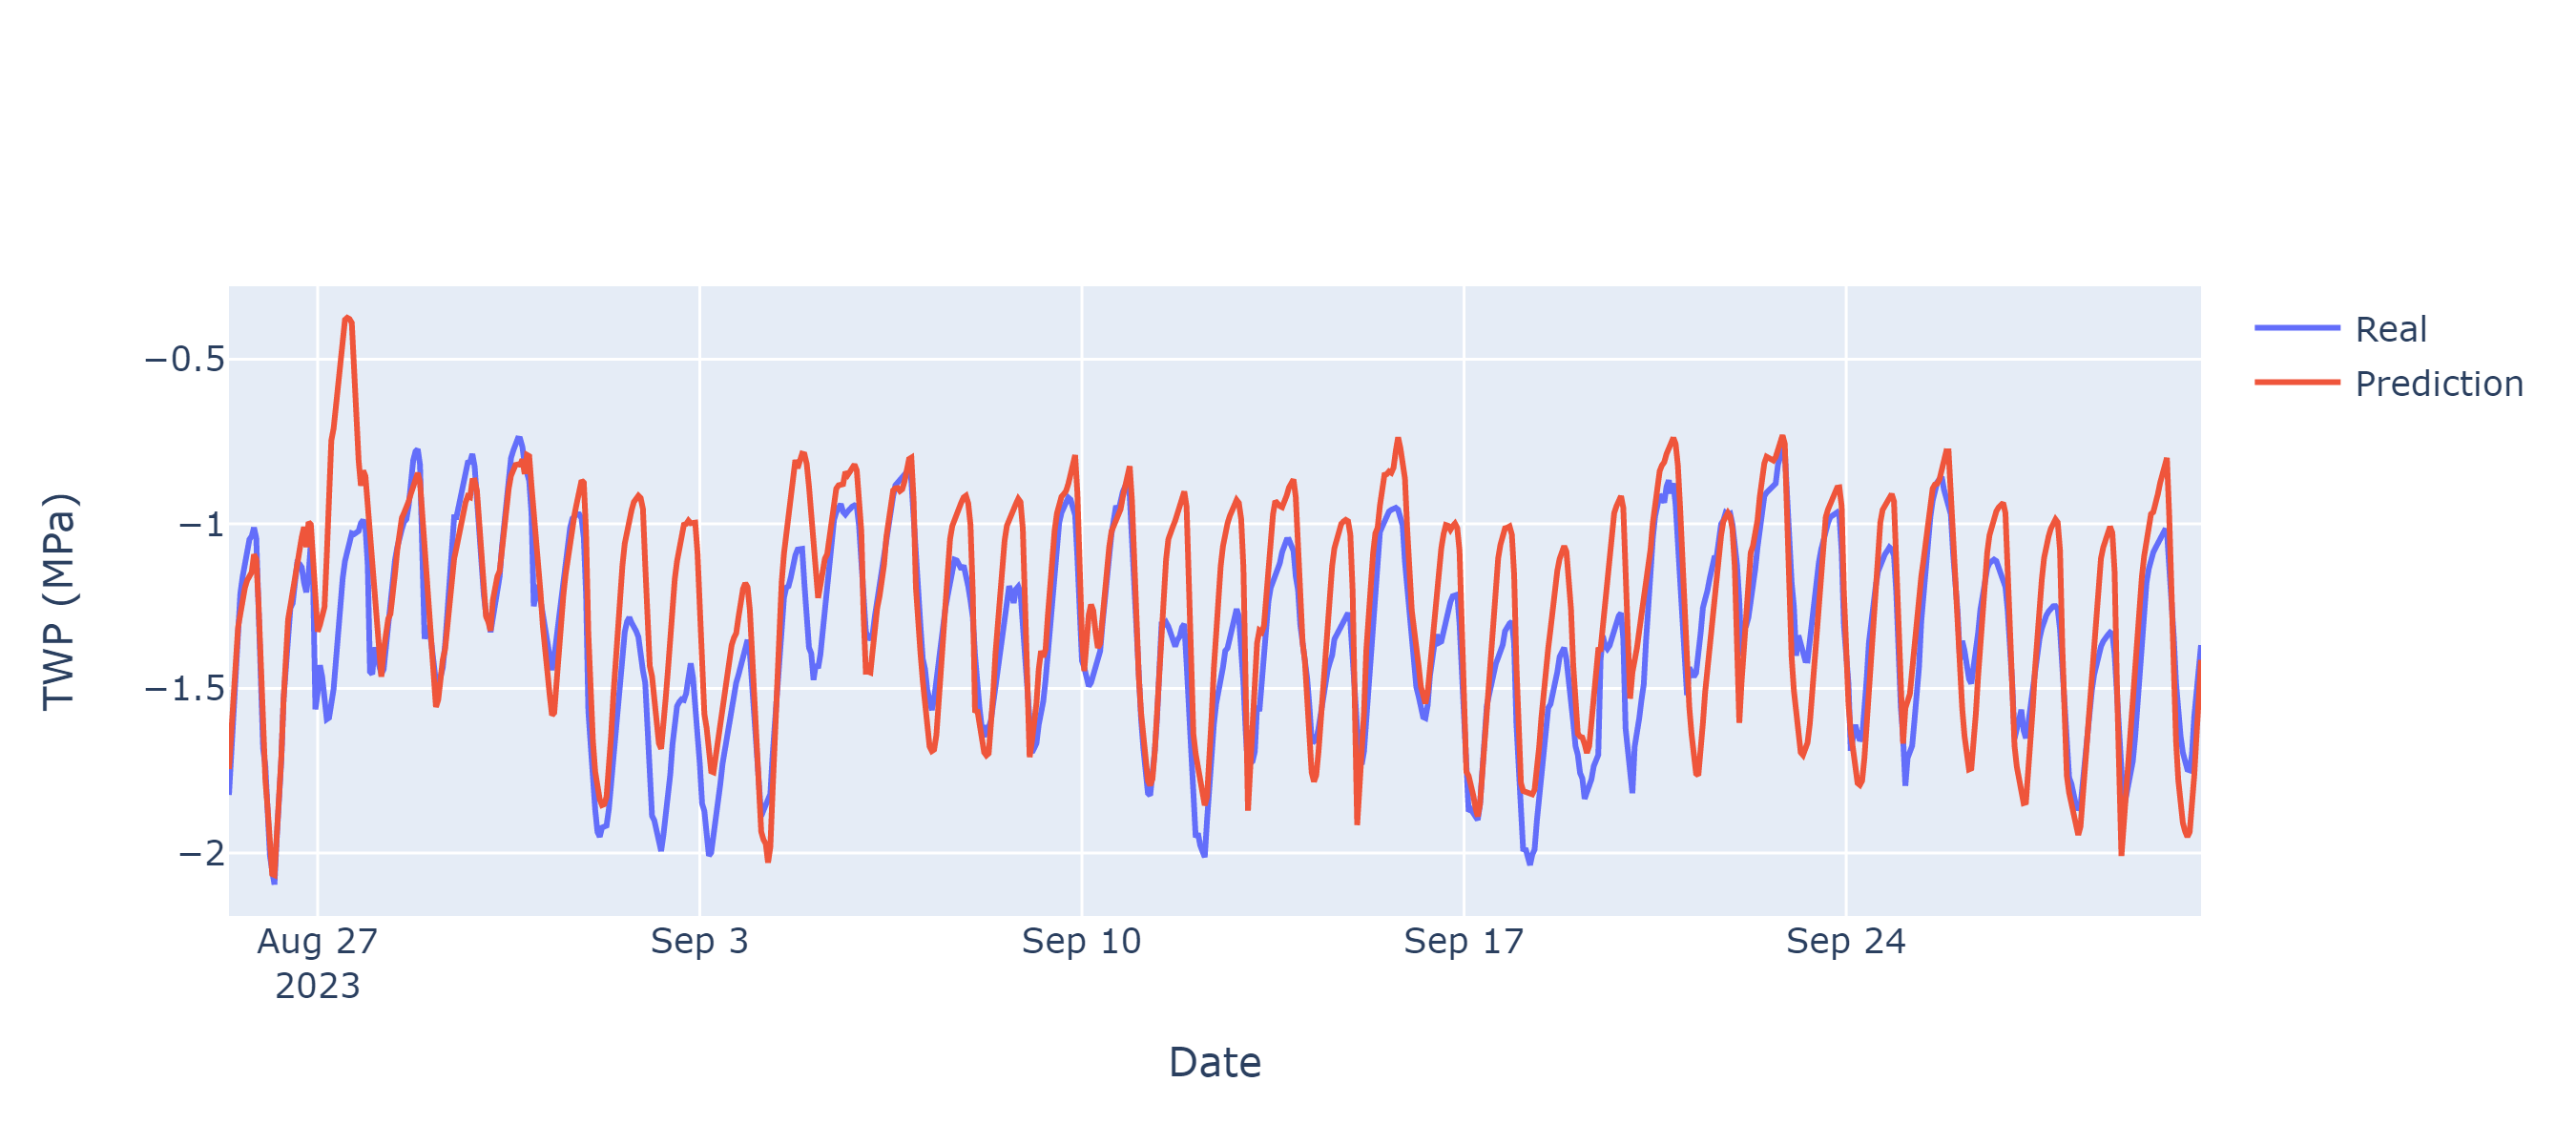 Real
Prediction
TWP (MPa)
−0.5
−1
−1.5
−2
Aug 27
2023
Sep 3
Sep 10
Sep 17
Sep 24
Date